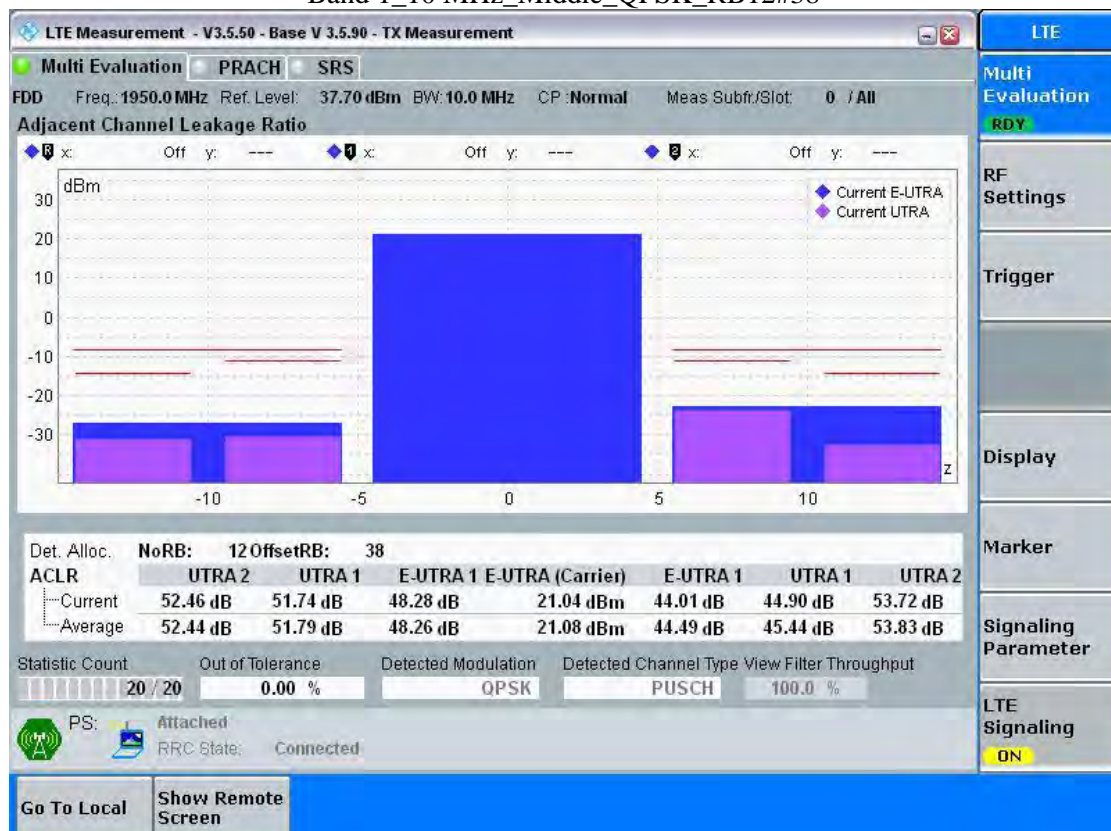 Band 1_10 MHz_Middle_QPSK_RB12#38
LTE Measurement - V3.5.50 - Base V 3.5.90 - TX Measurement
LTE
Multi Evaluation PRACH SRS
Multi Evaluation
RDY
FDD Freq.: 1950.0 MHz Ref. Level: 37.70 dBm BW: 10.0 MHz CP :Normal Meas Subfr./Slot: 0 / All
Adjacent Channel Leakage Ratio
R x: Off y: --- 1 x: Off y: --- 2 x: Off y: ---
dBm
Current E-UTRA
Current UTRA
30
20
10
0
-10
-20
-30
z
-10 -5 0 5 10
RF Settings
Trigger
Display
Marker
Signaling Parameter
LTE Signaling
ON
Det. Alloc. NoRB: 12 OffsetRB: 38
ACLR UTRA 2 UTRA 1 E-UTRA 1 E-UTRA (Carrier) E-UTRA 1 UTRA 1 UTRA 2
Current 52.46 dB 51.74 dB 48.28 dB 21.04 dBm 44.01 dB 44.90 dB 53.72 dB
Average 52.44 dB 51.79 dB 48.26 dB 21.08 dBm 44.49 dB 45.44 dB 53.83 dB
Statistic Count Out of Tolerance Detected Modulation Detected Channel Type View Filter Throughput
20 / 20 0.00 % QPSK PUSCH 100.0 %
PS: Attached
RRC State: Connected
Go To Local Show Remote Screen